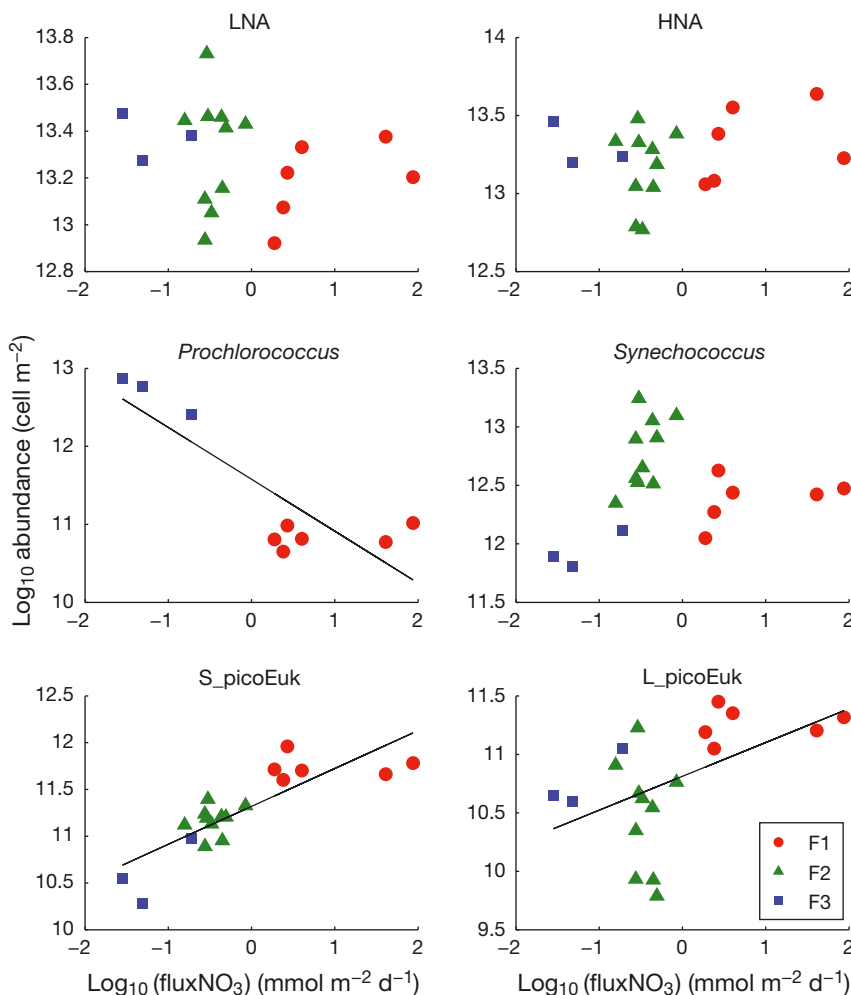 LNA
13.8
13.6
13.4
13.2
13
12.8
−2 −1 0 1 2
HNA
14
13.5
13
12.5
−2 −1 0 1 2
Log10 abundance (cell m−2)
Prochlorococcus
13
12
11
10
−2 −1 0 1 2
Synechococcus
13.5
13
12.5
12
11.5
−2 −1 0 1 2
S_picoEuk
12.5
12
11.5
11
10.5
10
−2 −1 0 1 2
Log10 (fluxNO3) (mmol m−2 d−1)
L_picoEuk
11.5
11
10.5
10
9.5
−2 −1 0 1 2
Log10 (fluxNO3) (mmol m−2 d−1)
F1
F2
F3